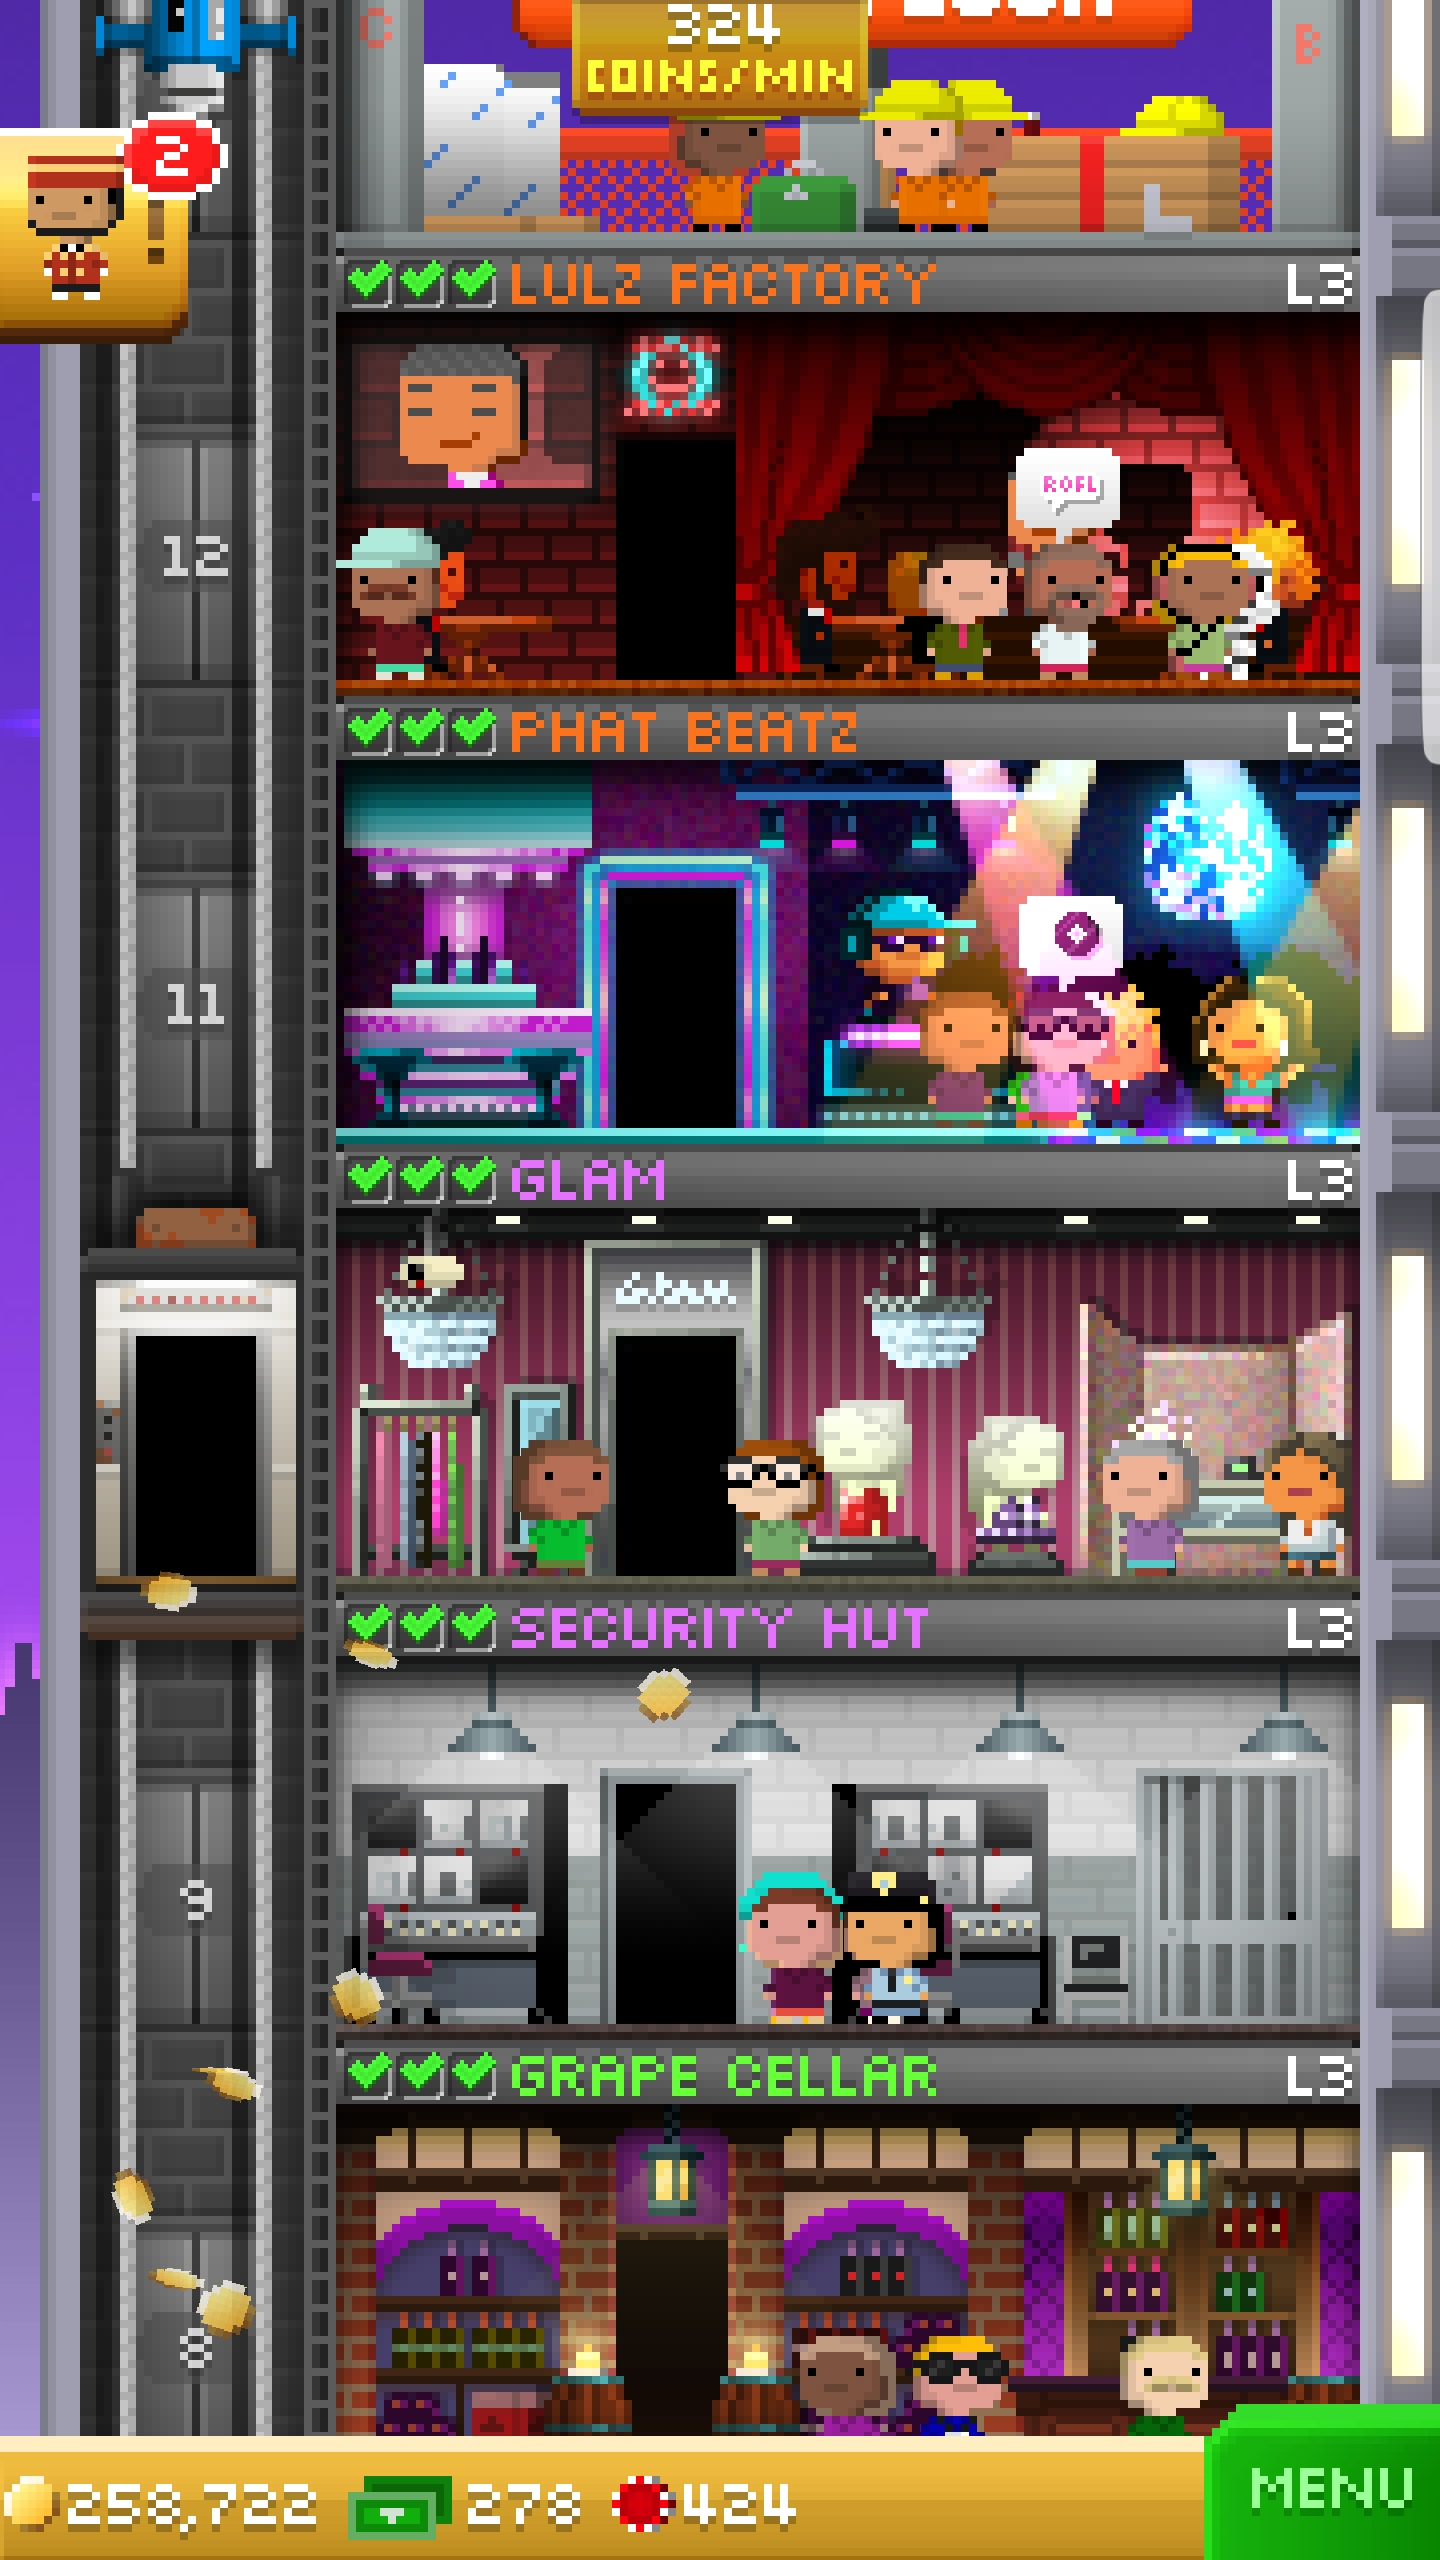 C
324
COINS/MIN
B
2
LULZ FACTORY L3
ROFL
12
PHAT BEATZ L3
11
GLAM L3
Glam
SECURITY HUT L3
9
GRAPE CELLAR L3
8
258,722 278 424
MENU